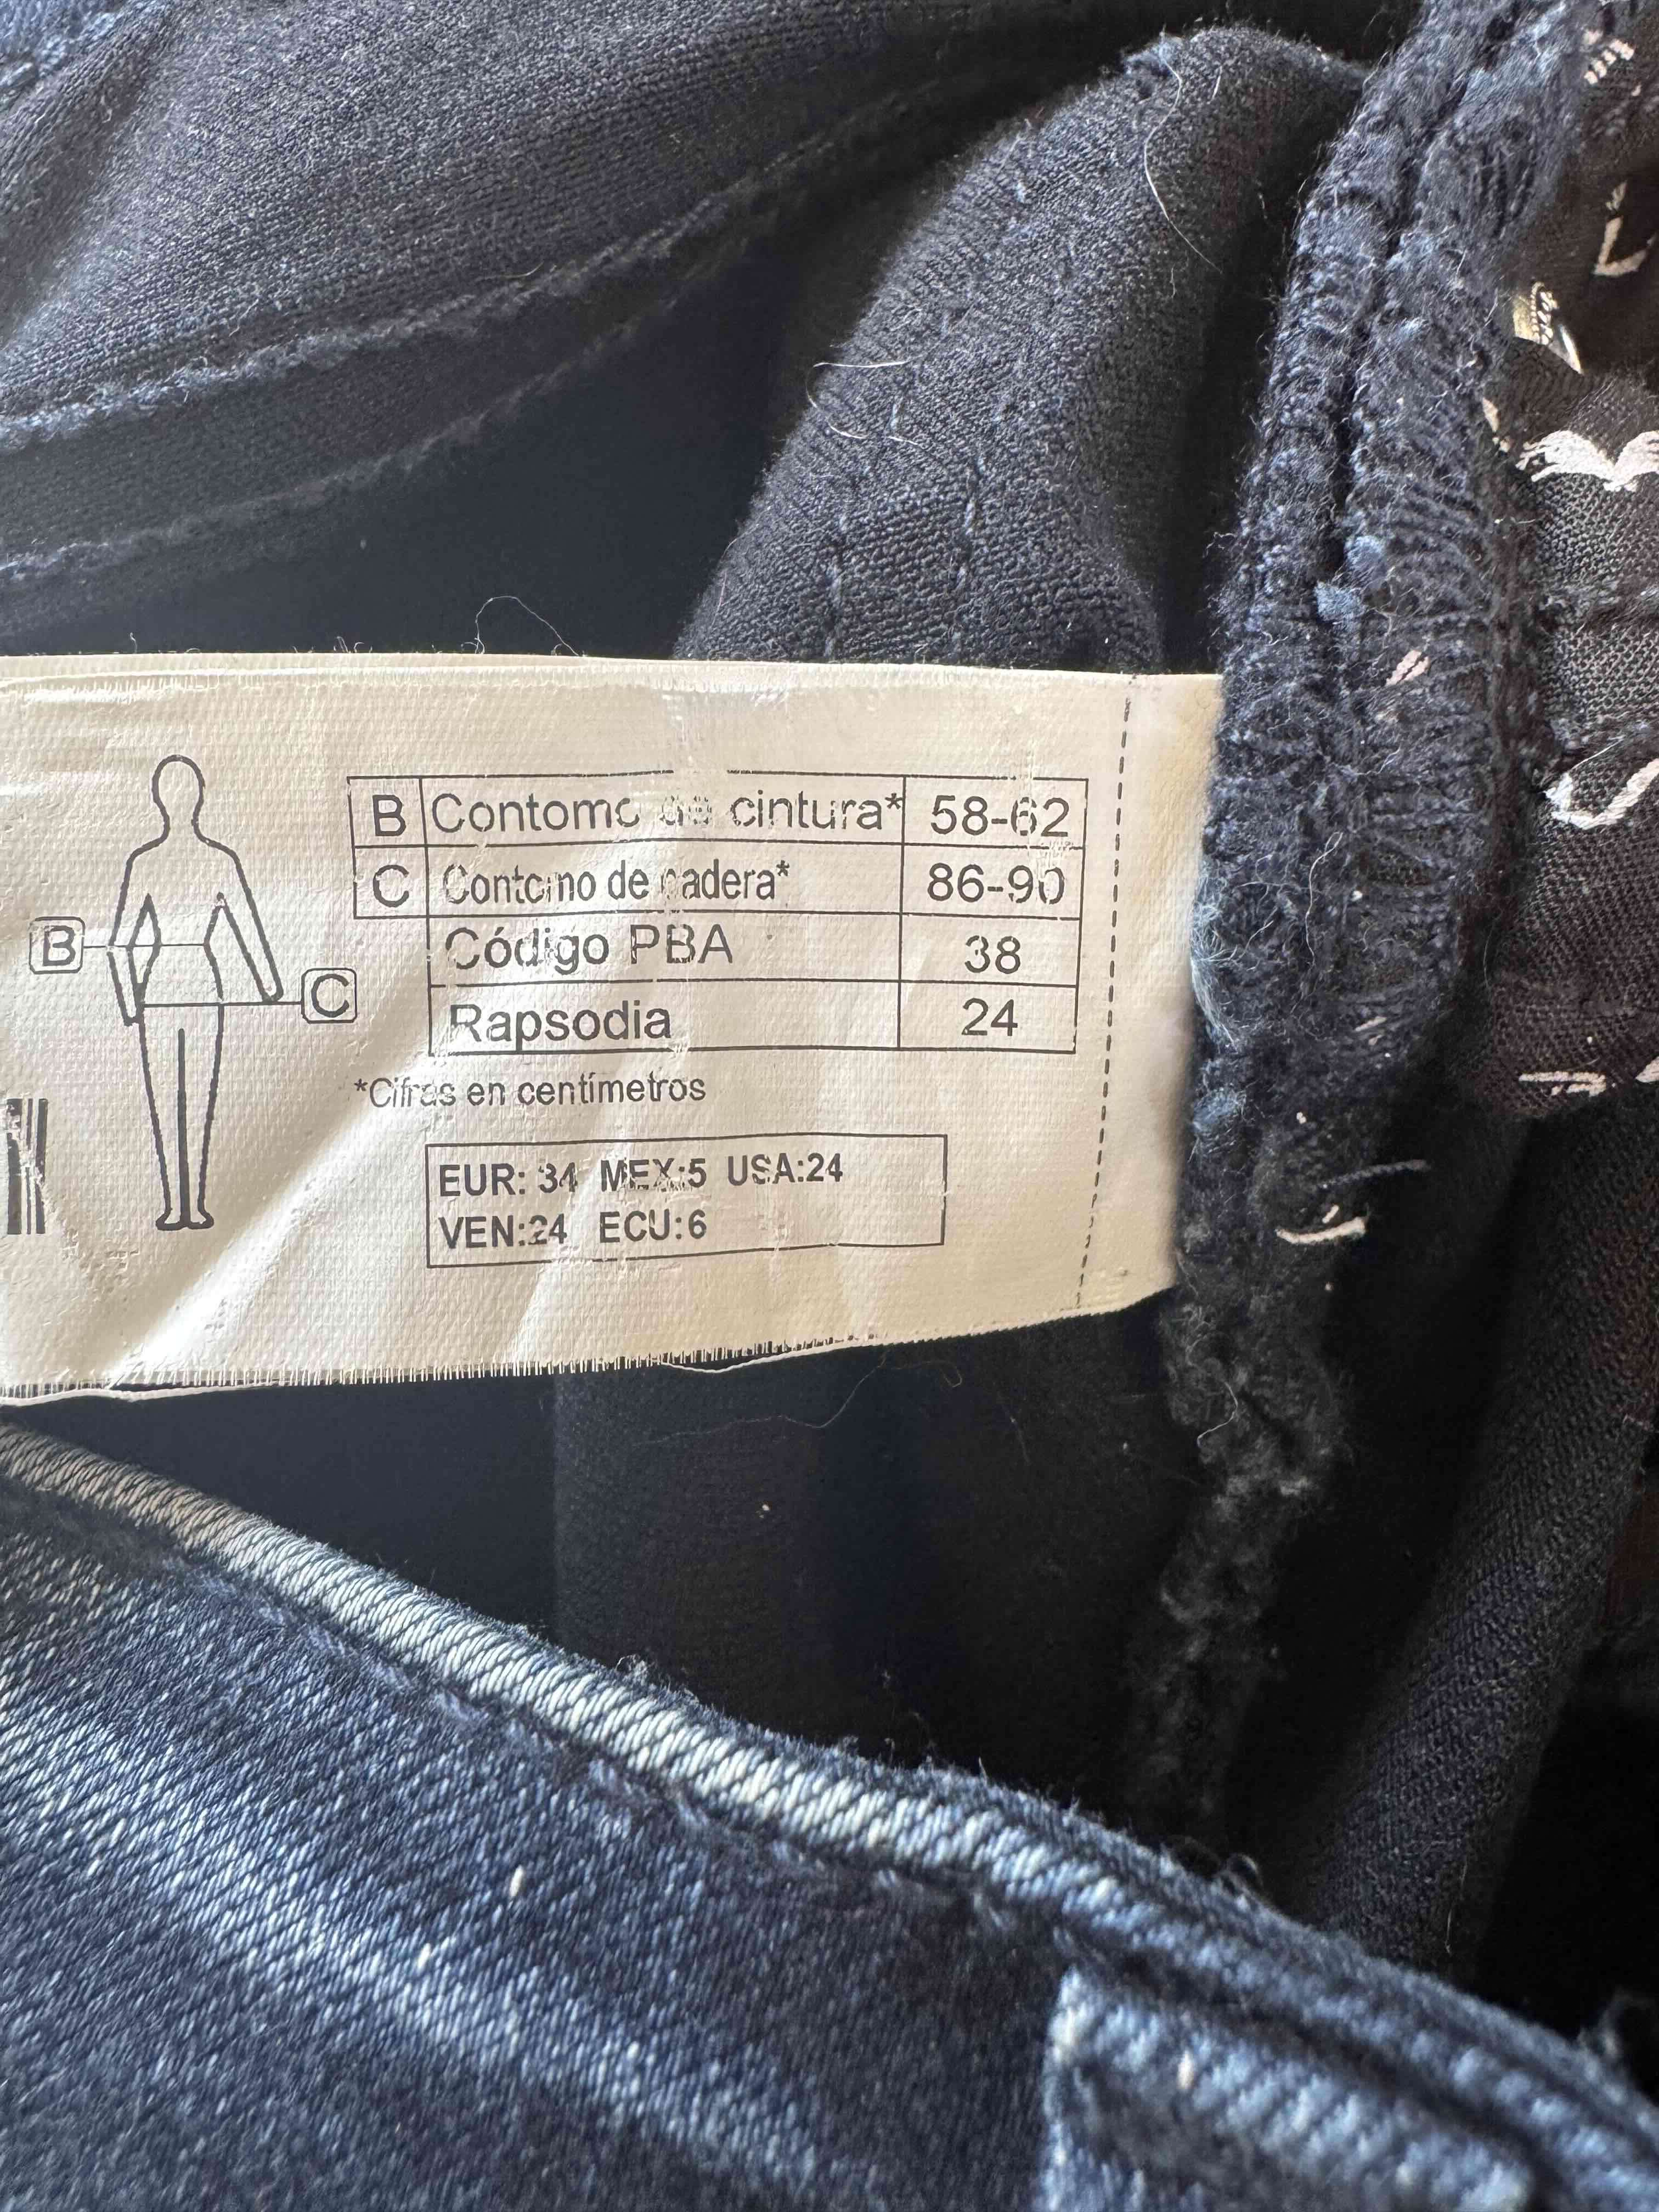 B Contorno de cintura* 58-62
C Contorno de cadera* 86-90
Código PBA 38
Rapsodia 24
*Cifras en centímetros
B
C
EUR: 34 MEX:5 USA:24
VEN:24 ECU:6